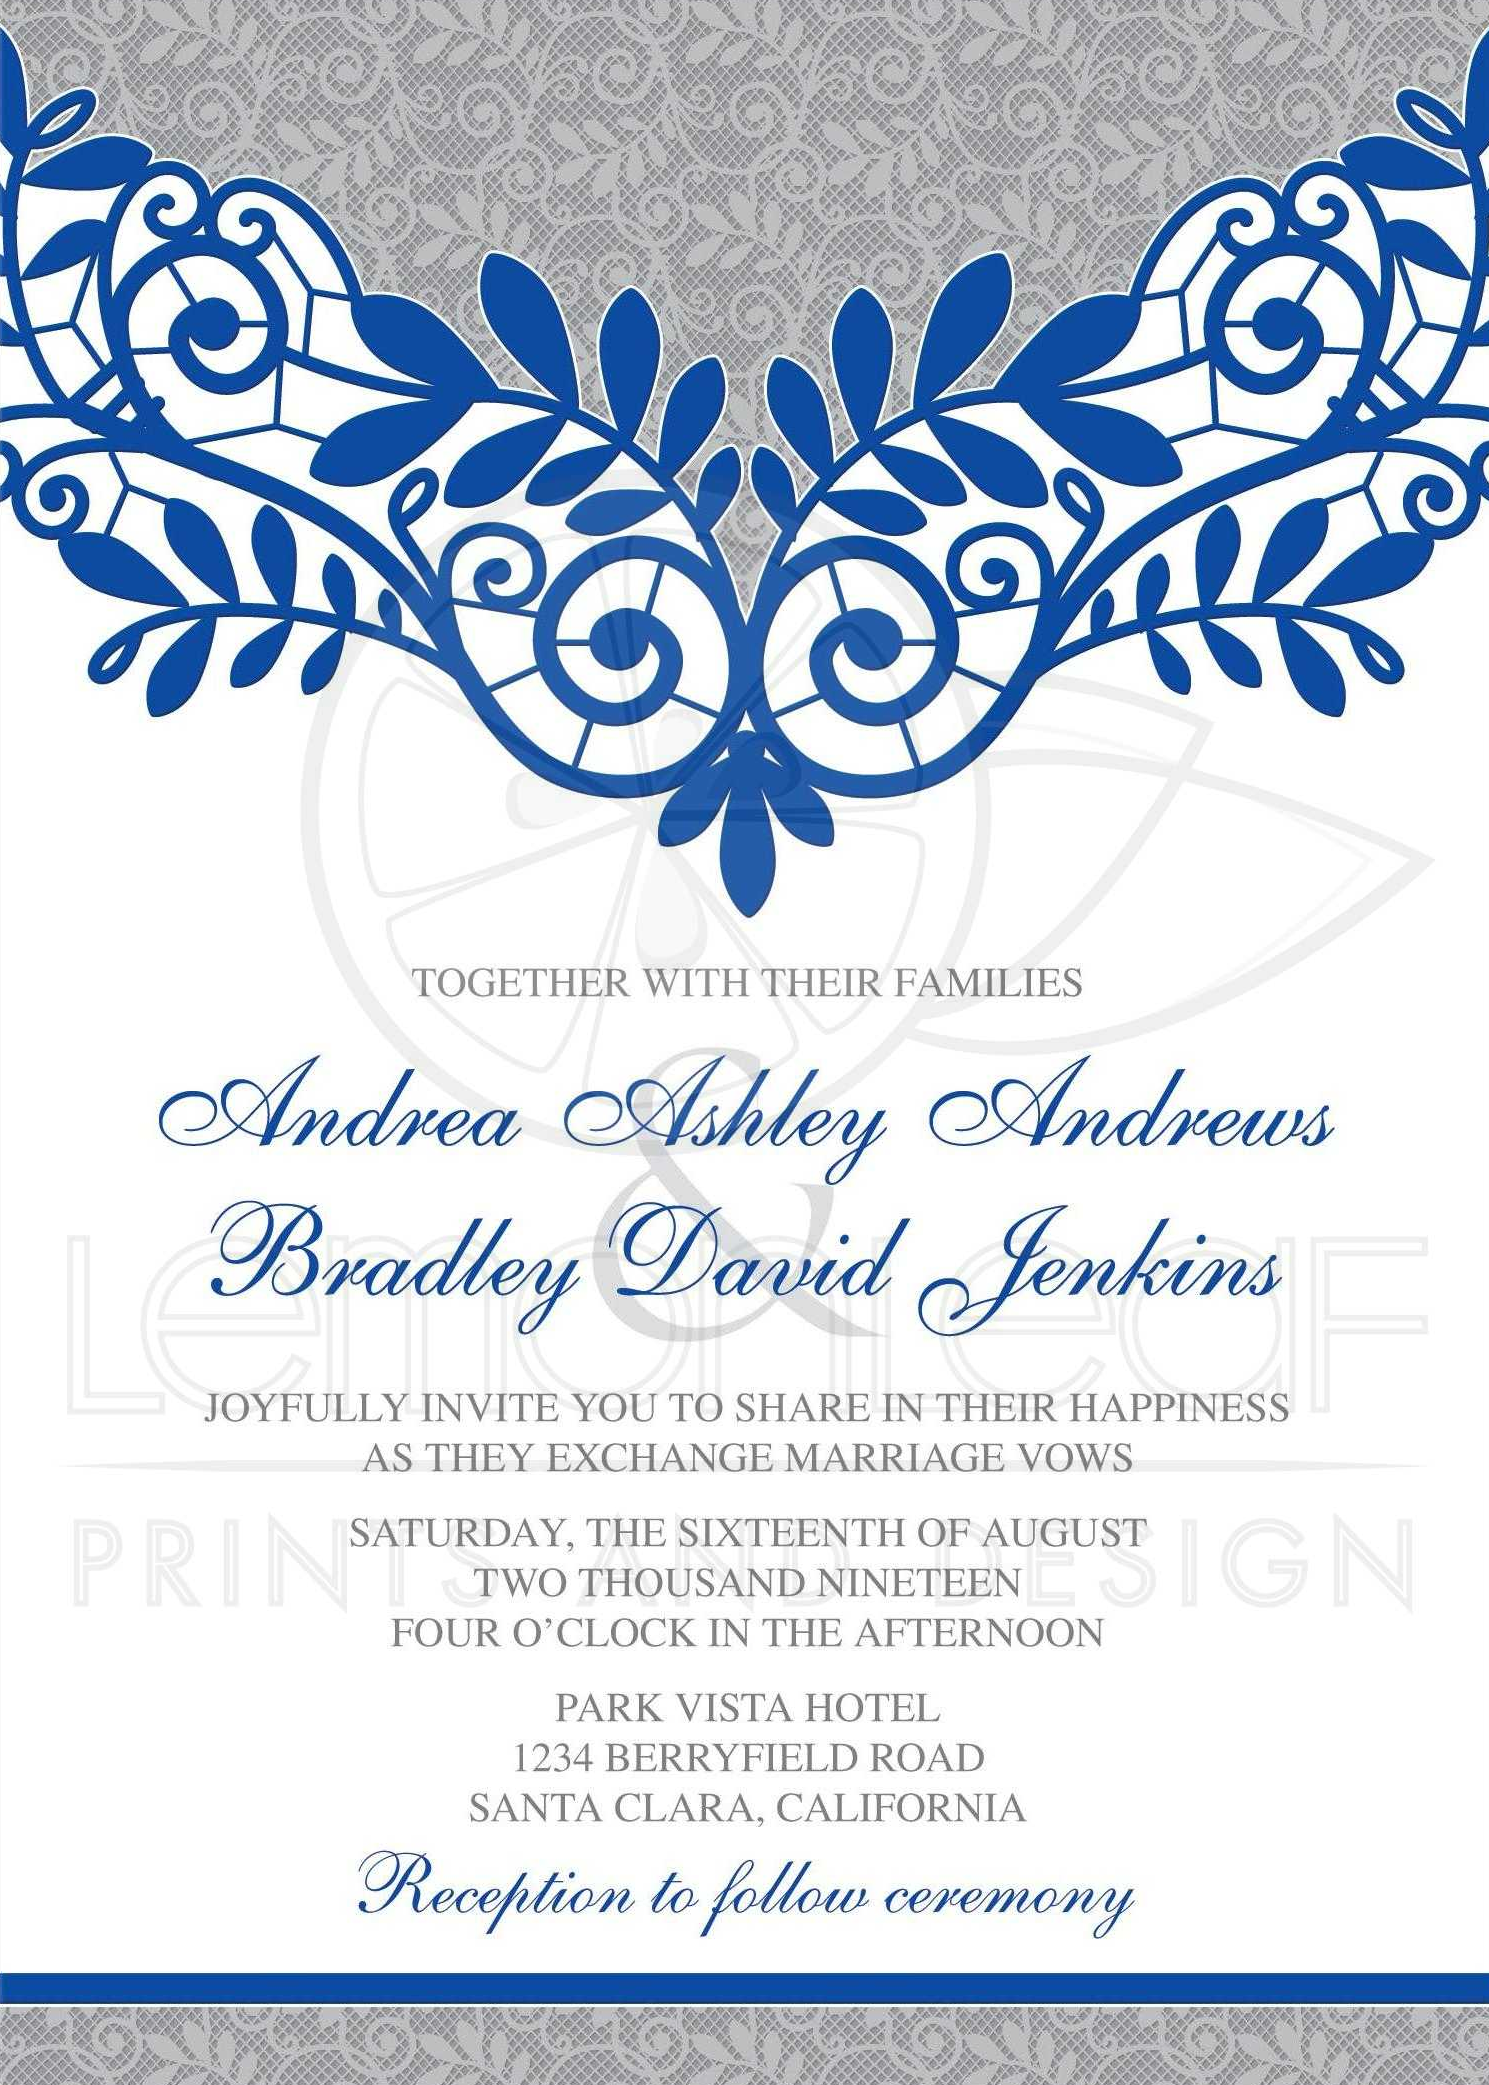 TOGETHER WITH THEIR FAMILIES
Andrea Ashley Andrews
&
Bradley David Jenkins
JOYFULLY INVITE YOU TO SHARE IN THEIR HAPPINESS
AS THEY EXCHANGE MARRIAGE VOWS
SATURDAY, THE SIXTEENTH OF AUGUST
TWO THOUSAND NINETEEN
FOUR O’CLOCK IN THE AFTERNOON
PARK VISTA HOTEL
1234 BERRYFIELD ROAD
SANTA CLARA, CALIFORNIA
Reception to follow ceremony
LemonLeaf
PRINTS AND DESIGN